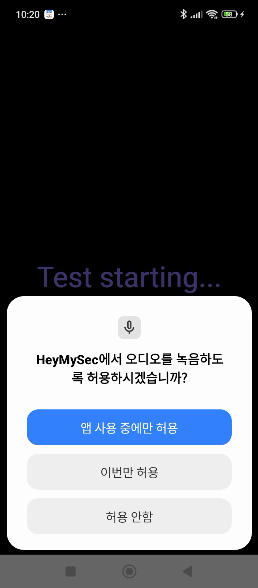 10:20
Test starting...
HeyMySec에서 오디오를 녹음하도
록 허용하시겠습니까?
앱 사용 중에만 허용
이번만 허용
허용 안함